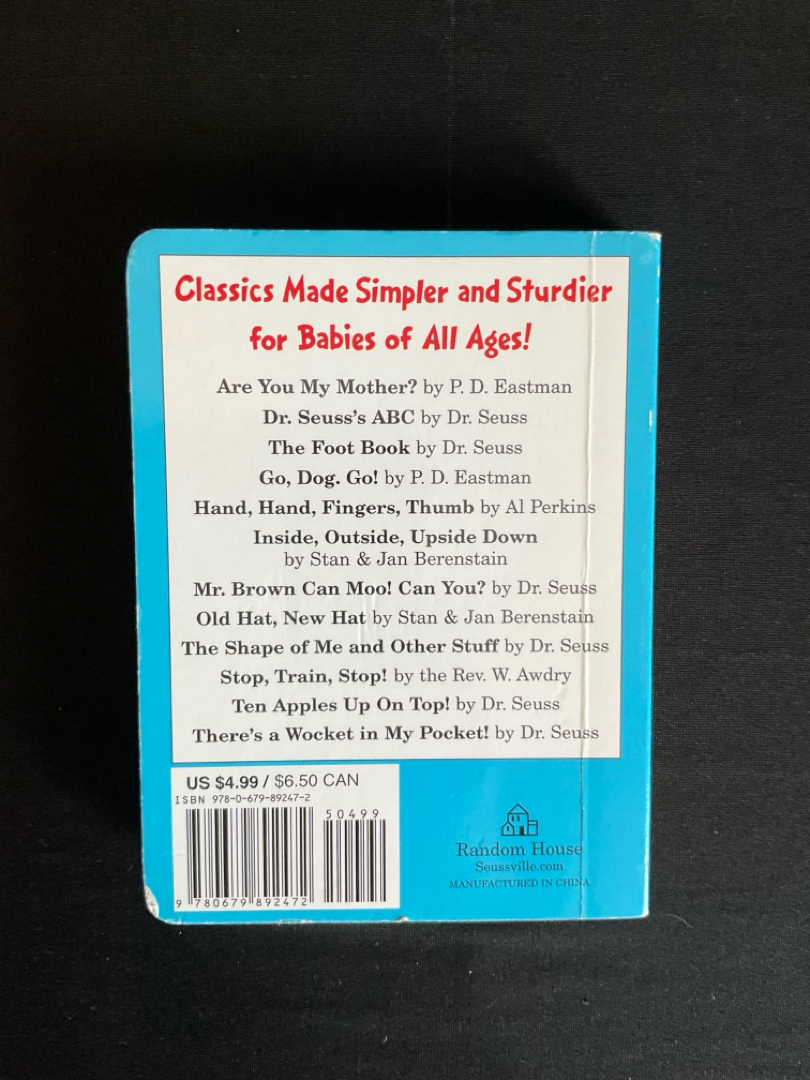 Classics Made Simpler and Sturdier
for Babies of All Ages!
Are You My Mother? by P. D. Eastman
Dr. Seuss's ABC by Dr. Seuss
The Foot Book by Dr. Seuss
Go, Dog. Go! by P. D. Eastman
Hand, Hand, Fingers, Thumb by Al Perkins
Inside, Outside, Upside Down
by Stan & Jan Berenstain
Mr. Brown Can Moo! Can You? by Dr. Seuss
Old Hat, New Hat by Stan & Jan Berenstain
The Shape of Me and Other Stuff by Dr. Seuss
Stop, Train, Stop! by the Rev. W. Awdry
Ten Apples Up On Top! by Dr. Seuss
There's a Wocket in My Pocket! by Dr. Seuss
US $4.99 / $6.50 CAN
ISBN 978-0-679-89247-2
50499
9 780679 892472
Random House
Seussville.com
MANUFACTURED IN CHINA